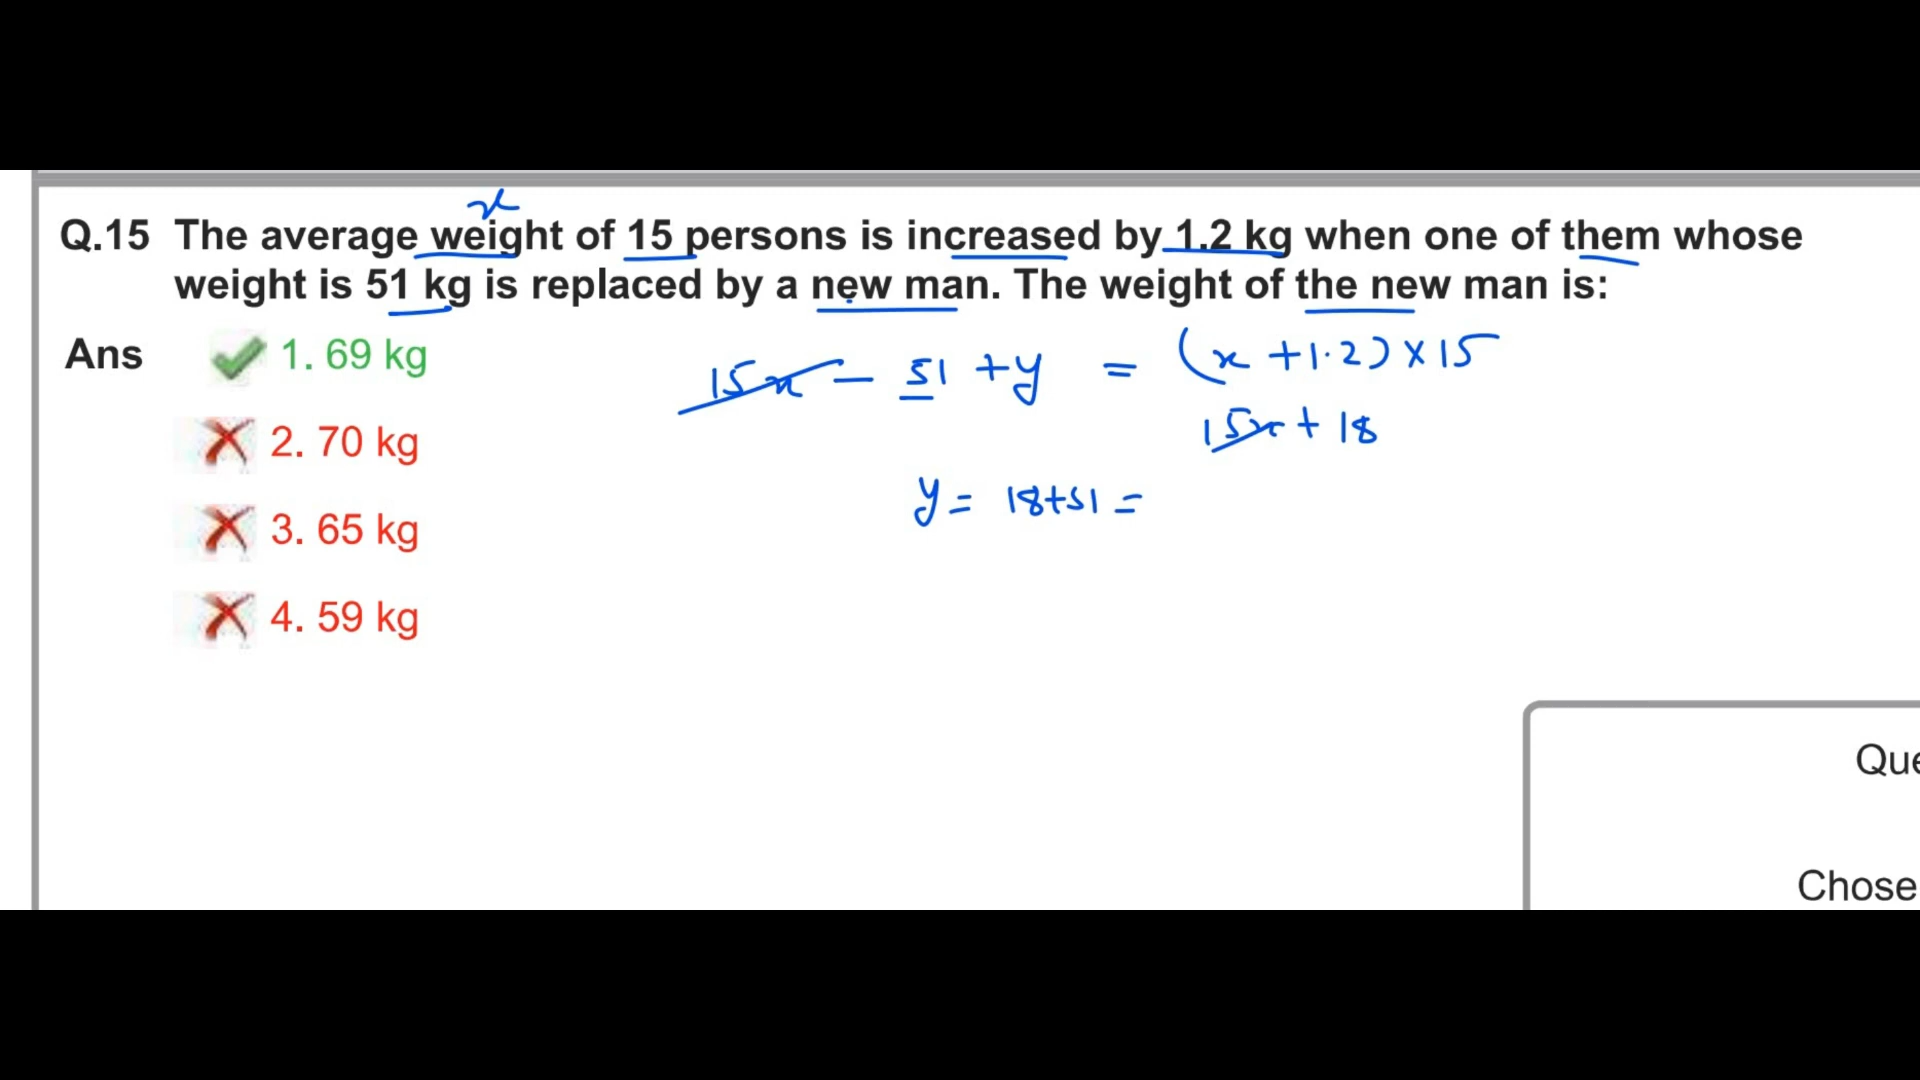 x
Q.15 The average weight of 15 persons is increased by 1.2 kg when one of them whose
weight is 51 kg is replaced by a new man. The weight of the new man is:
Ans 1. 69 kg
15x - 51 + y = (x + 1.2) x 15
2. 70 kg
15x + 18
y = 18+51 =
3. 65 kg
4. 59 kg
Que
Chose